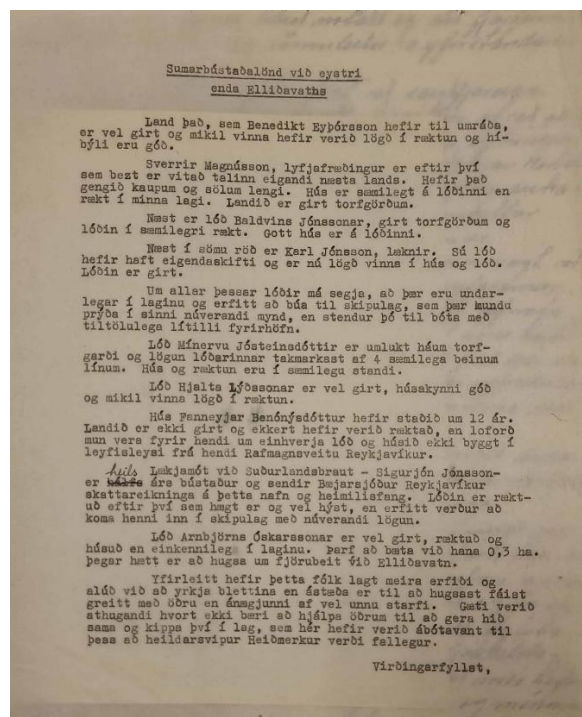 Sumarbústaðalönd við eystri
enda Elliðavaths
Land það, sem Benedikt Eyþórsson hefir til umráða,
er vel girt og mikil vinna hefir verið lögð í ræktun og hí-
býli eru góð.
Sverrir Magnússon, lyfjafræðingur er eftir því
sem bezt er vitað talinn eigandi næsta lands. Hefir það
gengið kaupum og sölum lengi. Hús er sæmilegt á lóðinni en
rækt í minna lagi. Landið er girt torfgörðum.
Næst er lóð Baldvins Jónssonar, girt torfgörðum og
lóðin í sæmilegri rækt. Gott hús er á lóðinni.
Næst í sömu röð er Karl Jónsson, læknir. Sú lóð
hefir haft eigendaskifti og er nú lögð vinna í hús og lóð.
Lóðin er girt.
Um allar þessar lóðir má segja, að þær eru undar-
legar í laginu og erfitt að búa til skipulag, sem þær mundu
prýða í sinni núverandi mynd, en stendur þó til bóta með
tiltölulega lítilli fyrirhöfn.
Lóð Mínervu Jósteinsdóttir er umlukt háum torf-
garði og lögun lóðarinnar takmarkast af 4 sæmilega beinum
línum. Hús og ræktun eru í sæmilegu standi.
Lóð Hjalta Lýðssonar er vel girt, húsakynni góð
og mikil vinna lögð í ræktun.
Hús Fanneyjar Benónýsdóttur hefir staðið um 12 ár.
Landið er ekki girt og ekkert hefir verið ræktað, en loforð
mun vera fyrir hendi um einhverja lóð og húsið ekki byggt í
leyfisleysi frá hendi Rafmagnsveitu Reykjavíkur.
heils
Lækjamót við Suðurlandsbraut - Sigurjón Jónsson-
er hálfs árs bústaður og sendir Bæjarsjóður Reykjavíkur
skattareikninga á þetta nafn og heimilisfang. Lóðin er rækt-
uð eftir því sem hægt er og vel hýst, en erfitt verður að
koma henni inn í skipulag með núverandi lögun.
Lóð Arnbjörns Óskarssonar er vel girt, ræktuð og
húsuð en einkennileg í laginu. Þarf að bæta við hana 0,3 ha.
þegar hætt er að hugsa um fjörubeit við Elliðavatn.
Yfirleitt hefir þetta fólk lagt meira erfiði og
alúð við að yrkja blettina en ástæða er til að hugsast fáist
greitt með öðru en ánægjunni af vel unnu starfi. Gæti verið
athugandi hvort ekki bæri að hjálpa öðrum til að gera hið
sama og kippa því í lag, sem hér hefir verið ábótavant til
þess að heildarsvipur Heiðmerkur verði fallegur.
Virðingarfyllst,